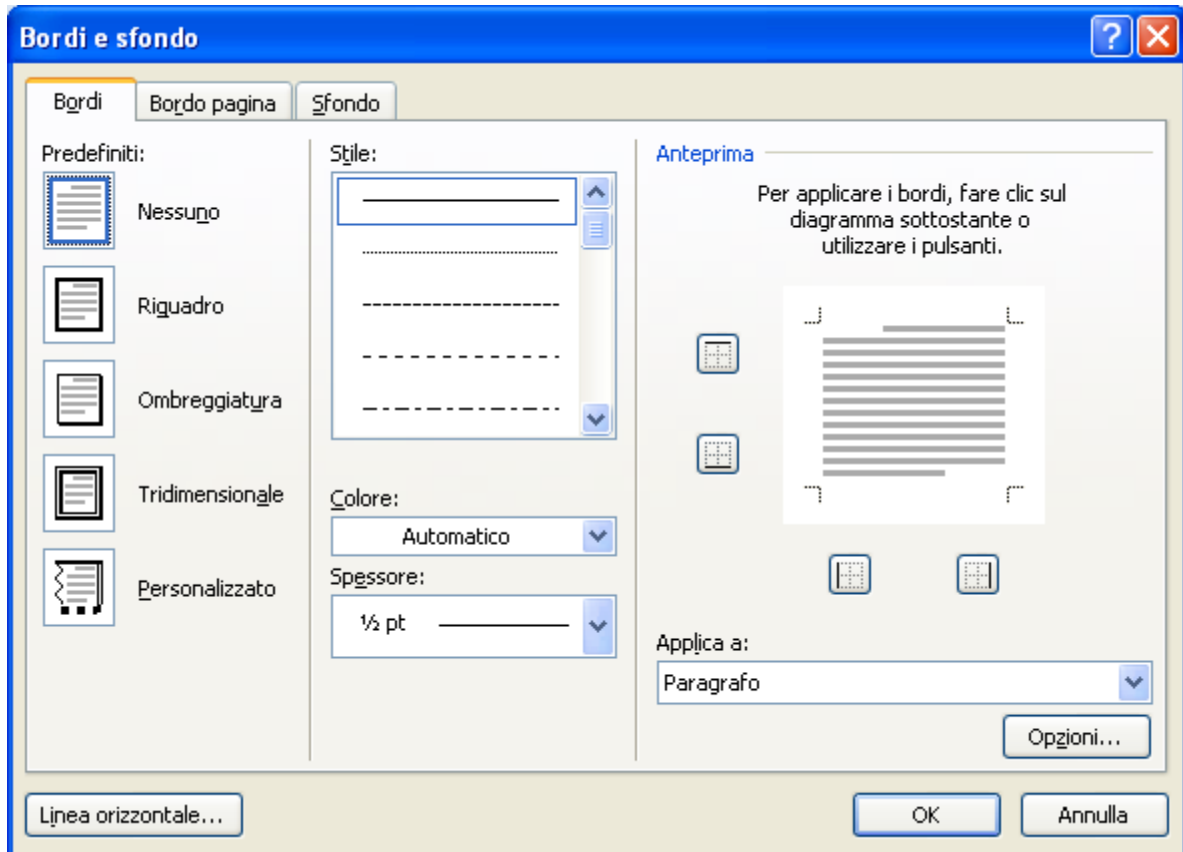 Bordi e sfondo
Bordi
Bordo pagina
Sfondo
Predefiniti:
Nessuno
Riquadro
Ombreggiatura
Tridimensionale
Personalizzato
Stile:
Colore:
Automatico
Spessore:
½ pt
Anteprima
Per applicare i bordi, fare clic sul
diagramma sottostante o
utilizzare i pulsanti.
Applica a:
Paragrafo
Opzioni...
Linea orizzontale...
OK
Annulla